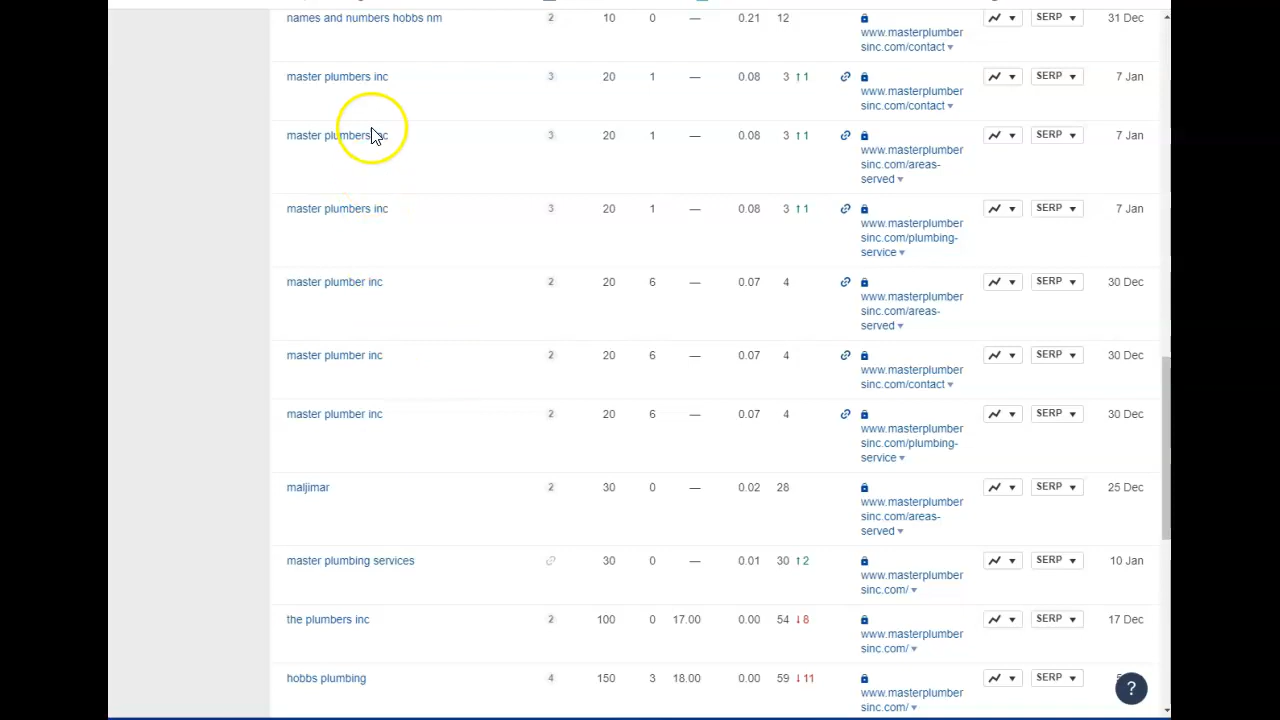 names and numbers hobbs nm 2 10 0 — 0.21 12 SERP 31 Dec
www.masterplumber
sinc.com/contact
master plumbers inc 3 20 1 — 0.08 3 ↑1 SERP 7 Jan
www.masterplumber
sinc.com/contact
master plumbers inc 3 20 1 — 0.08 3 ↑1 SERP 7 Jan
www.masterplumber
sinc.com/areas-
served
master plumbers inc 3 20 1 — 0.08 3 ↑1 SERP 7 Jan
www.masterplumber
sinc.com/plumbing-
service
master plumber inc 2 20 6 — 0.07 4 SERP 30 Dec
www.masterplumber
sinc.com/areas-
served
master plumber inc 2 20 6 — 0.07 4 SERP 30 Dec
www.masterplumber
sinc.com/contact
master plumber inc 2 20 6 — 0.07 4 SERP 30 Dec
www.masterplumber
sinc.com/plumbing-
service
maljimar 2 30 0 — 0.02 28 SERP 25 Dec
www.masterplumber
sinc.com/areas-
served
master plumbing services 30 0 — 0.01 30 ↑2 SERP 10 Jan
www.masterplumber
sinc.com/
the plumbers inc 2 100 0 17.00 0.00 54 ↓8 SERP 17 Dec
www.masterplumber
sinc.com/
hobbs plumbing 4 150 3 18.00 0.00 59 ↓11 SERP
www.masterplumber
sinc.com/
?